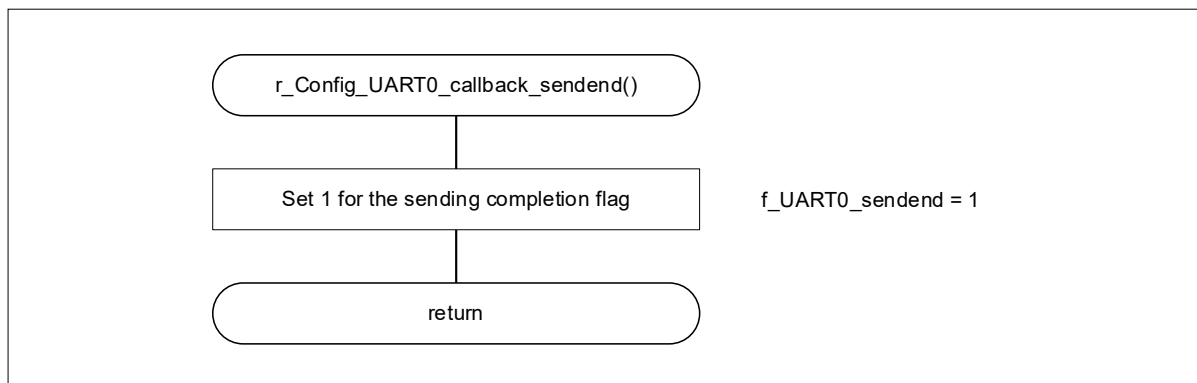 r_Config_UART0_callback_sendend()
Set 1 for the sending completion flag
f_UART0_sendend = 1
return